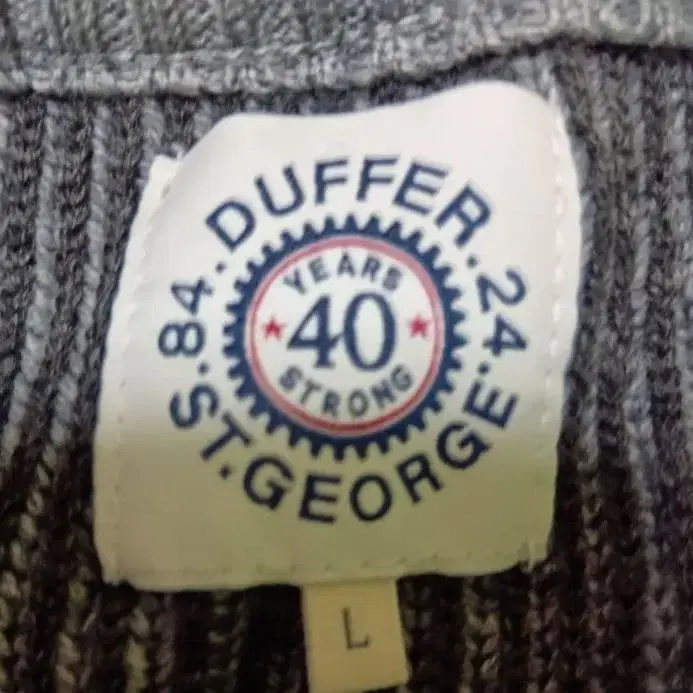 84.DUFFER.24.
ST.GEORGE
YEARS
40
STRONG
L